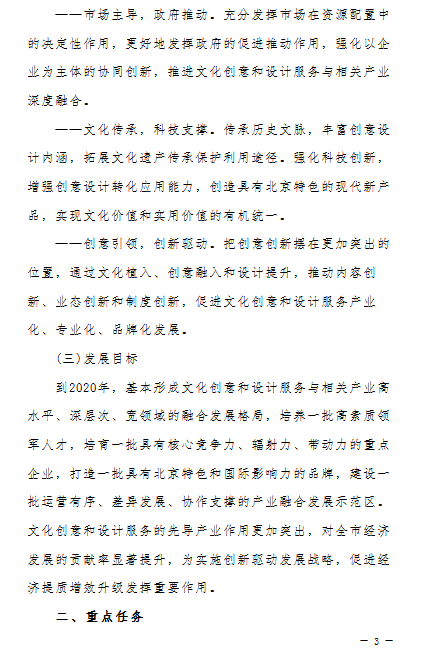 ——市场主导，政府推动。充分发挥市场在资源配置中
的决定性作用，更好地发挥政府的促进推动作用，强化以企
业为主体的协同创新，推进文化创意和设计服务与相关产业
深度融合。
——文化传承，科技支撑。传承历史文脉，丰富创意设
计内涵，拓展文化遗产传承保护利用途径。强化科技创新，
增强创意设计转化应用能力，创造具有北京特色的现代新产
品，实现文化价值和实用价值的有机统一。
——创意引领，创新驱动。把创意创新摆在更加突出的
位置，通过文化植入、创意融入和设计提升，推动内容创
新、业态创新和制度创新，促进文化创意和设计服务产业
化、专业化、品牌化发展。
(三)发展目标
到2020年，基本形成文化创意和设计服务与相关产业高
水平、深层次、宽领域的融合发展格局，培养一批高素质领
军人才，培育一批具有核心竞争力、辐射力、带动力的重点
企业，打造一批具有北京特色和国际影响力的品牌，建设一
批运营有序、差异发展、协作支撑的产业融合发展示范区。
文化创意和设计服务的先导产业作用更加突出，对全市经济
发展的贡献率显著提升，为实施创新驱动发展战略，促进经
济提质增效升级发挥重要作用。
二、重点任务
— 3 —